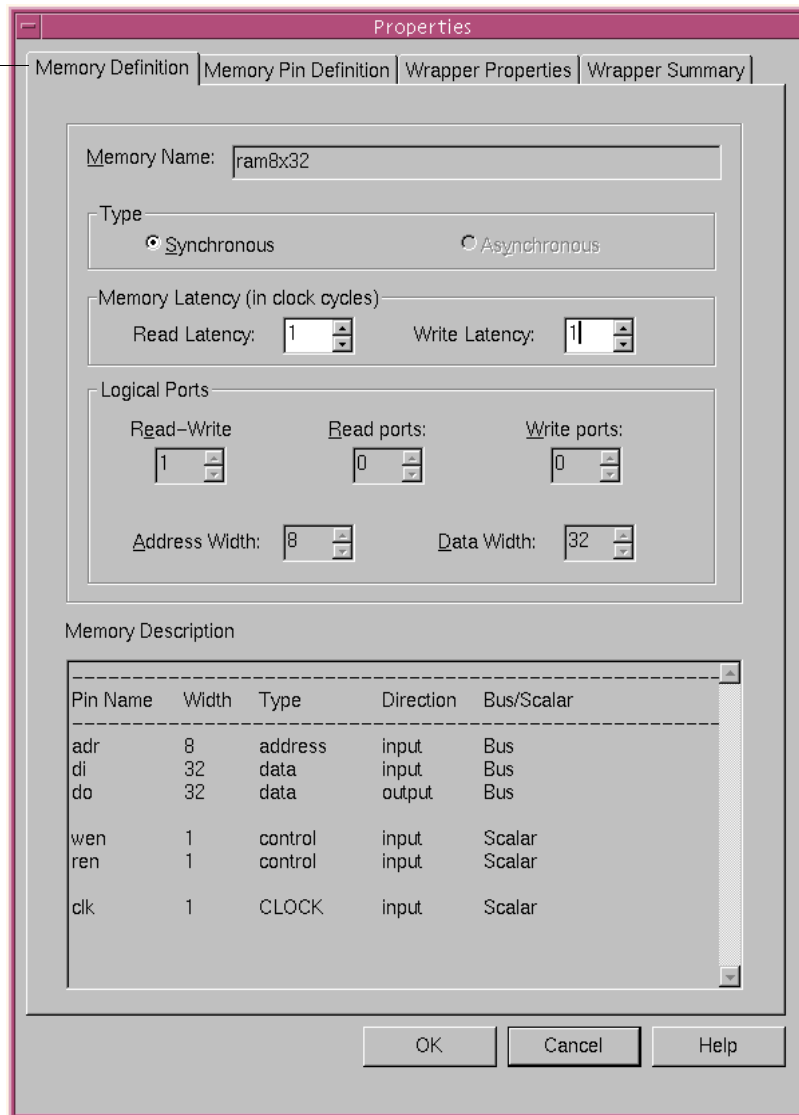 Properties
Memory Definition Memory Pin Definition Wrapper Properties Wrapper Summary
Memory Name: ram8x32
Type
Synchronous Asynchronous
Memory Latency (in clock cycles)
Read Latency: 1 Write Latency: 1
Logical Ports
Read-Write Read ports: Write ports:
1 0 0
Address Width: 8 Data Width: 32
Memory Description
Pin Name Width Type Direction Bus/Scalar
adr 8 address input Bus
di 32 data input Bus
do 32 data output Bus
wen 1 control input Scalar
ren 1 control input Scalar
clk 1 CLOCK input Scalar
OK Cancel Help